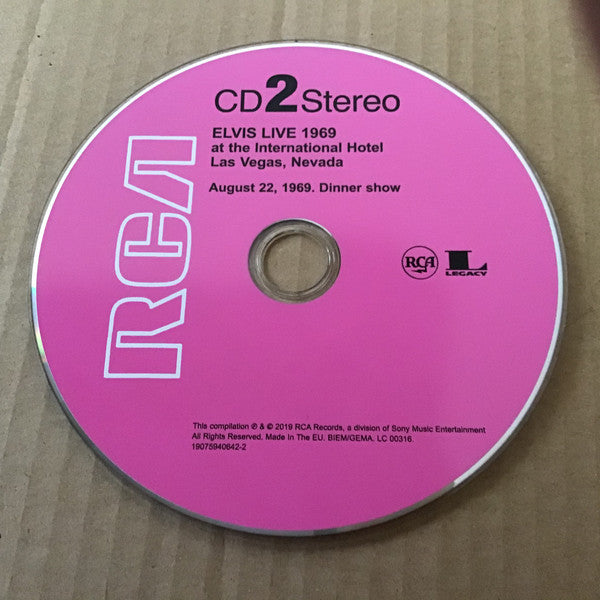 CD2Stereo
ELVIS LIVE 1969
at the International Hotel
Las Vegas, Nevada
August 22, 1969. Dinner show
RCA
RCA
L
LEGACY
This compilation ℗ & © 2019 RCA Records, a division of Sony Music Entertainment
All Rights Reserved. Made In The EU. BIEM/GEMA. LC 00316.
19075940642-2